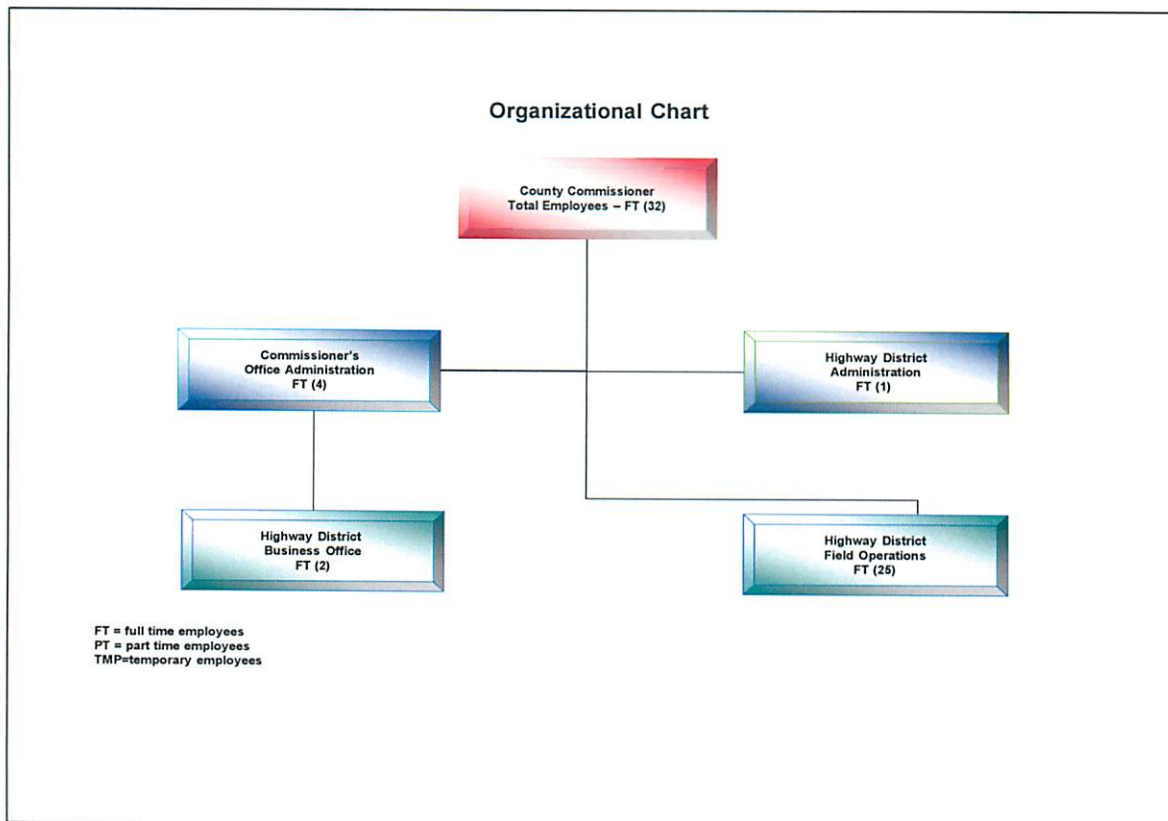 Organizational Chart
County Commissioner
Total Employees – FT (32)
Commissioner's
Office Administration
FT (4)
Highway District
Administration
FT (1)
Highway District
Business Office
FT (2)
Highway District
Field Operations
FT (25)
FT = full time employees
PT = part time employees
TMP=temporary employees